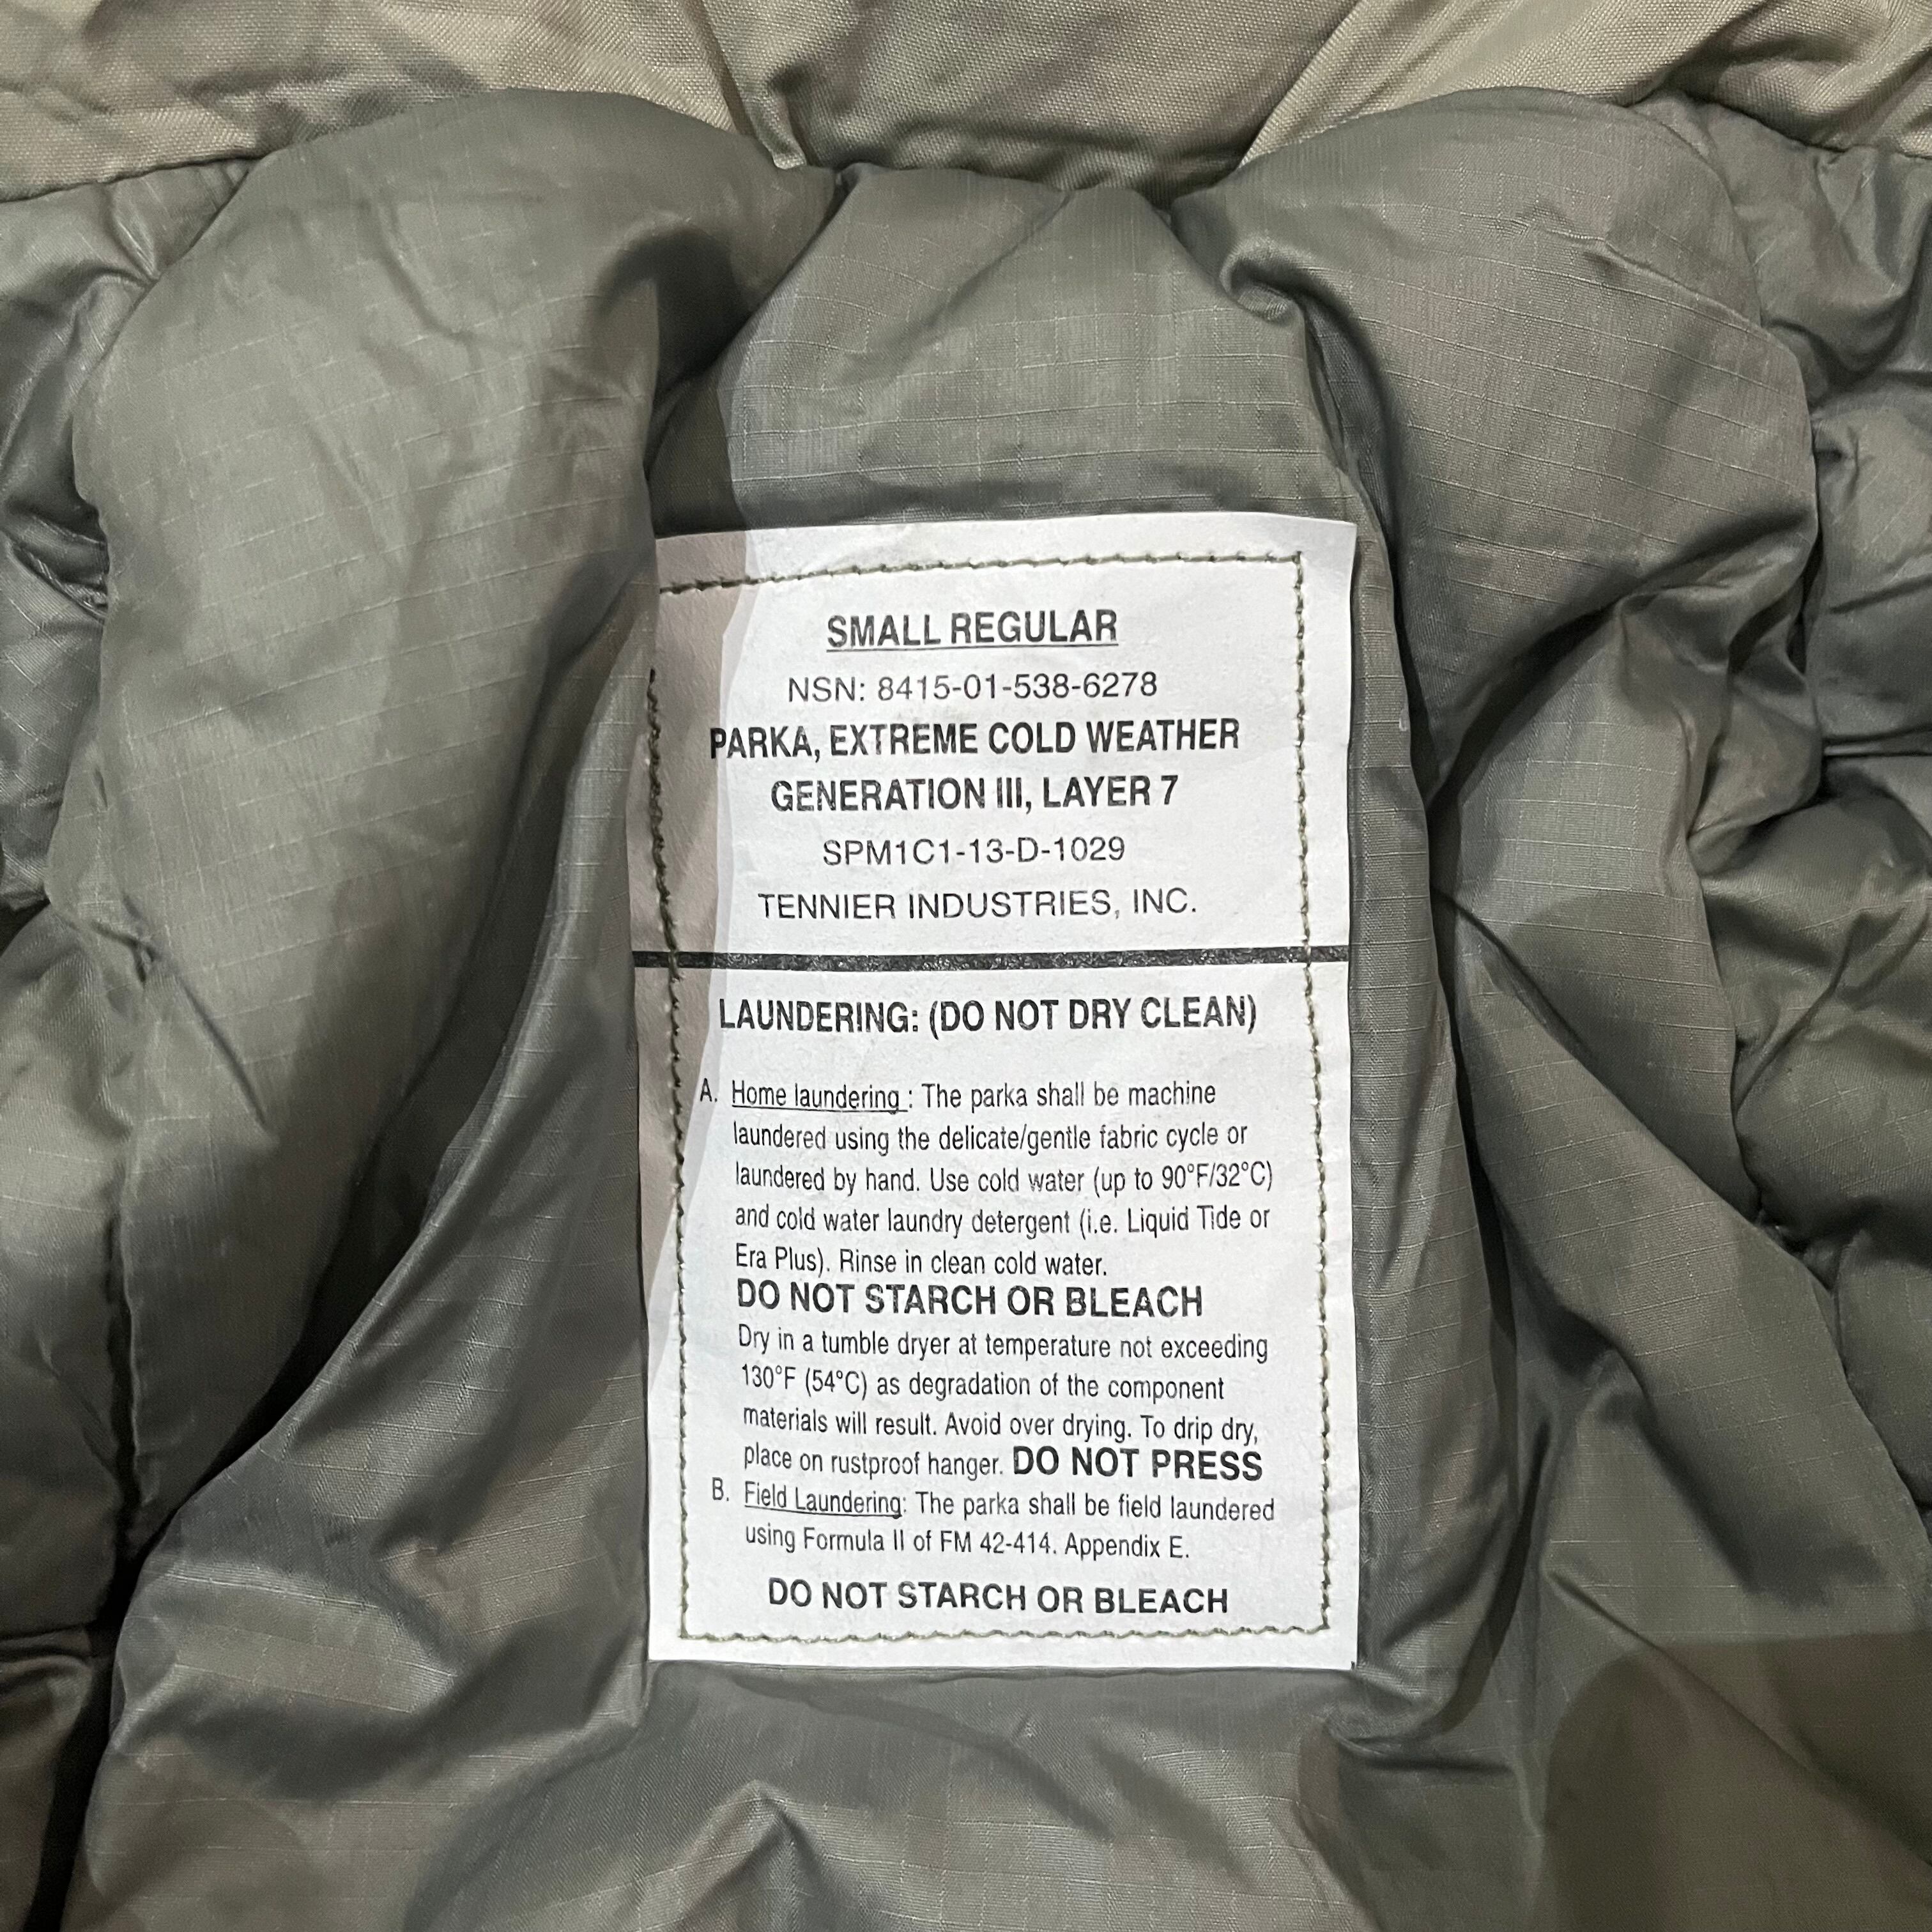 SMALL REGULAR
NSN: 8415-01-538-6278
PARKA, EXTREME COLD WEATHER
GENERATION III, LAYER 7
SPM1C1-13-D-1029
TENNIER INDUSTRIES, INC.
LAUNDERING: (DO NOT DRY CLEAN)
A. Home laundering : The parka shall be machine
laundered using the delicate/gentle fabric cycle or
laundered by hand. Use cold water (up to 90°F/32°C)
and cold water laundry detergent (i.e. Liquid Tide or
Era Plus). Rinse in clean cold water.
DO NOT STARCH OR BLEACH
Dry in a tumble dryer at temperature not exceeding
130°F (54°C) as degradation of the component
materials will result. Avoid over drying. To drip dry,
place on rustproof hanger. DO NOT PRESS
B. Field Laundering: The parka shall be field laundered
using Formula II of FM 42-414. Appendix E.
DO NOT STARCH OR BLEACH